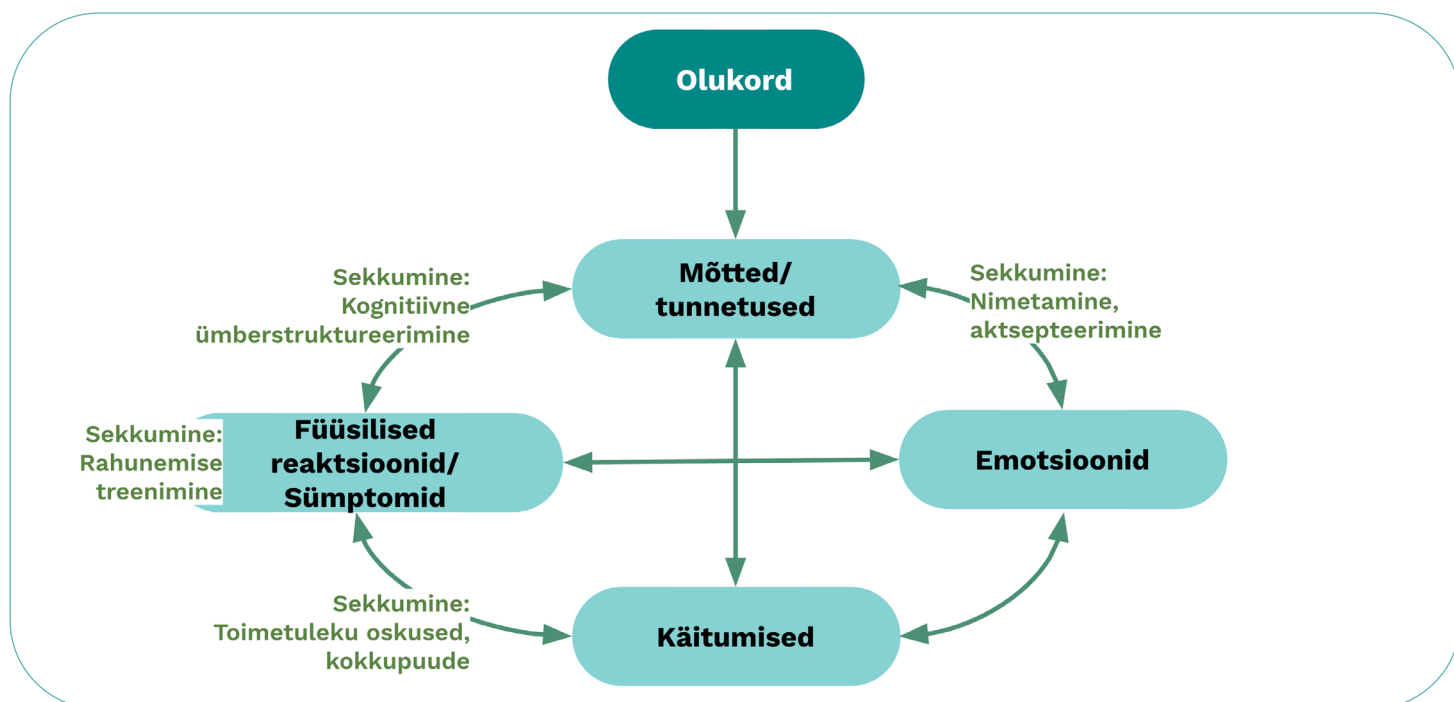 Olukord
Mõtted/
tunnetused
Sekkumine:
Kognitiivne
ümberstruktureerimine
Sekkumine:
Nimetamine,
aktsepteerimine
Sekkumine:
Rahunemise
treenimine
Füüsilised
reaktsioonid/
Sümptomid
Emotsioonid
Sekkumine:
Toimetuleku oskused,
kokkupuude
Käitumised